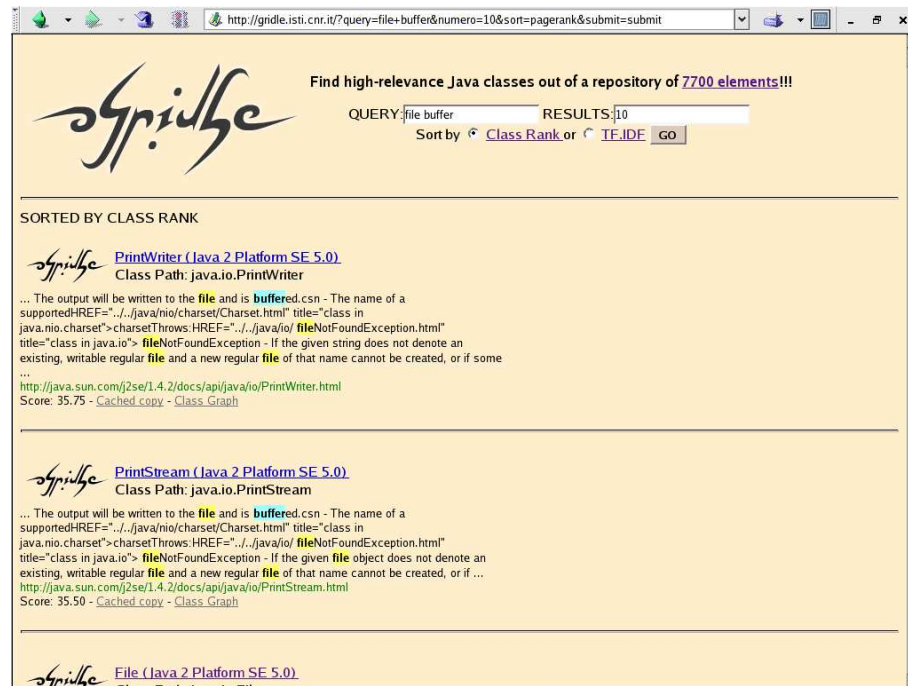 http://gridle.isti.cnr.it/?query=file+buffer&numero=10&sort=pagerank&submit=submit
Find high-relevance Java classes out of a repository of 7700 elements!!!
QUERY: file buffer RESULTS: 10
Sort by Class Rank or TF.IDF GO
SORTED BY CLASS RANK
PrintWriter (Java 2 Platform SE 5.0)
Class Path: java.io.PrintWriter
... The output will be written to the file and is buffered.csn - The name of a
supportedHREF="../../java/nio/charset/Charset.html" title="class in
java.nio.charset">charsetThrows:HREF="../../java/io/ fileNotFoundException.html"
title="class in java.io"> fileNotFoundException - If the given string does not denote an
existing, writable regular file and a new regular file of that name cannot be created, or if some
...
http://java.sun.com/j2se/1.4.2/docs/api/java/io/PrintWriter.html
Score: 35.75 - Cached copy - Class Graph
PrintStream (Java 2 Platform SE 5.0)
Class Path: java.io.PrintStream
... The output will be written to the file and is buffered.csn - The name of a
supportedHREF="../../java/nio/charset/Charset.html" title="class in
java.nio.charset">charsetThrows:HREF="../../java/io/ fileNotFoundException.html"
title="class in java.io"> fileNotFoundException - If the given file object does not denote an
existing, writable regular file and a new regular file of that name cannot be created, or if ...
http://java.sun.com/j2se/1.4.2/docs/api/java/io/PrintStream.html
Score: 35.50 - Cached copy - Class Graph
File (Java 2 Platform SE 5.0)